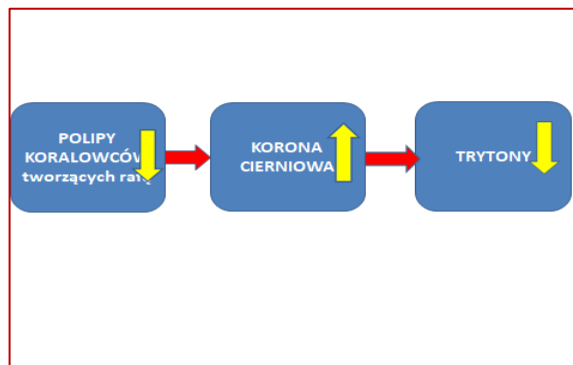 POLIPY
KORALOWCÓW
tworzących rafę
KORONA
CIERNIOWA
TRYTONY